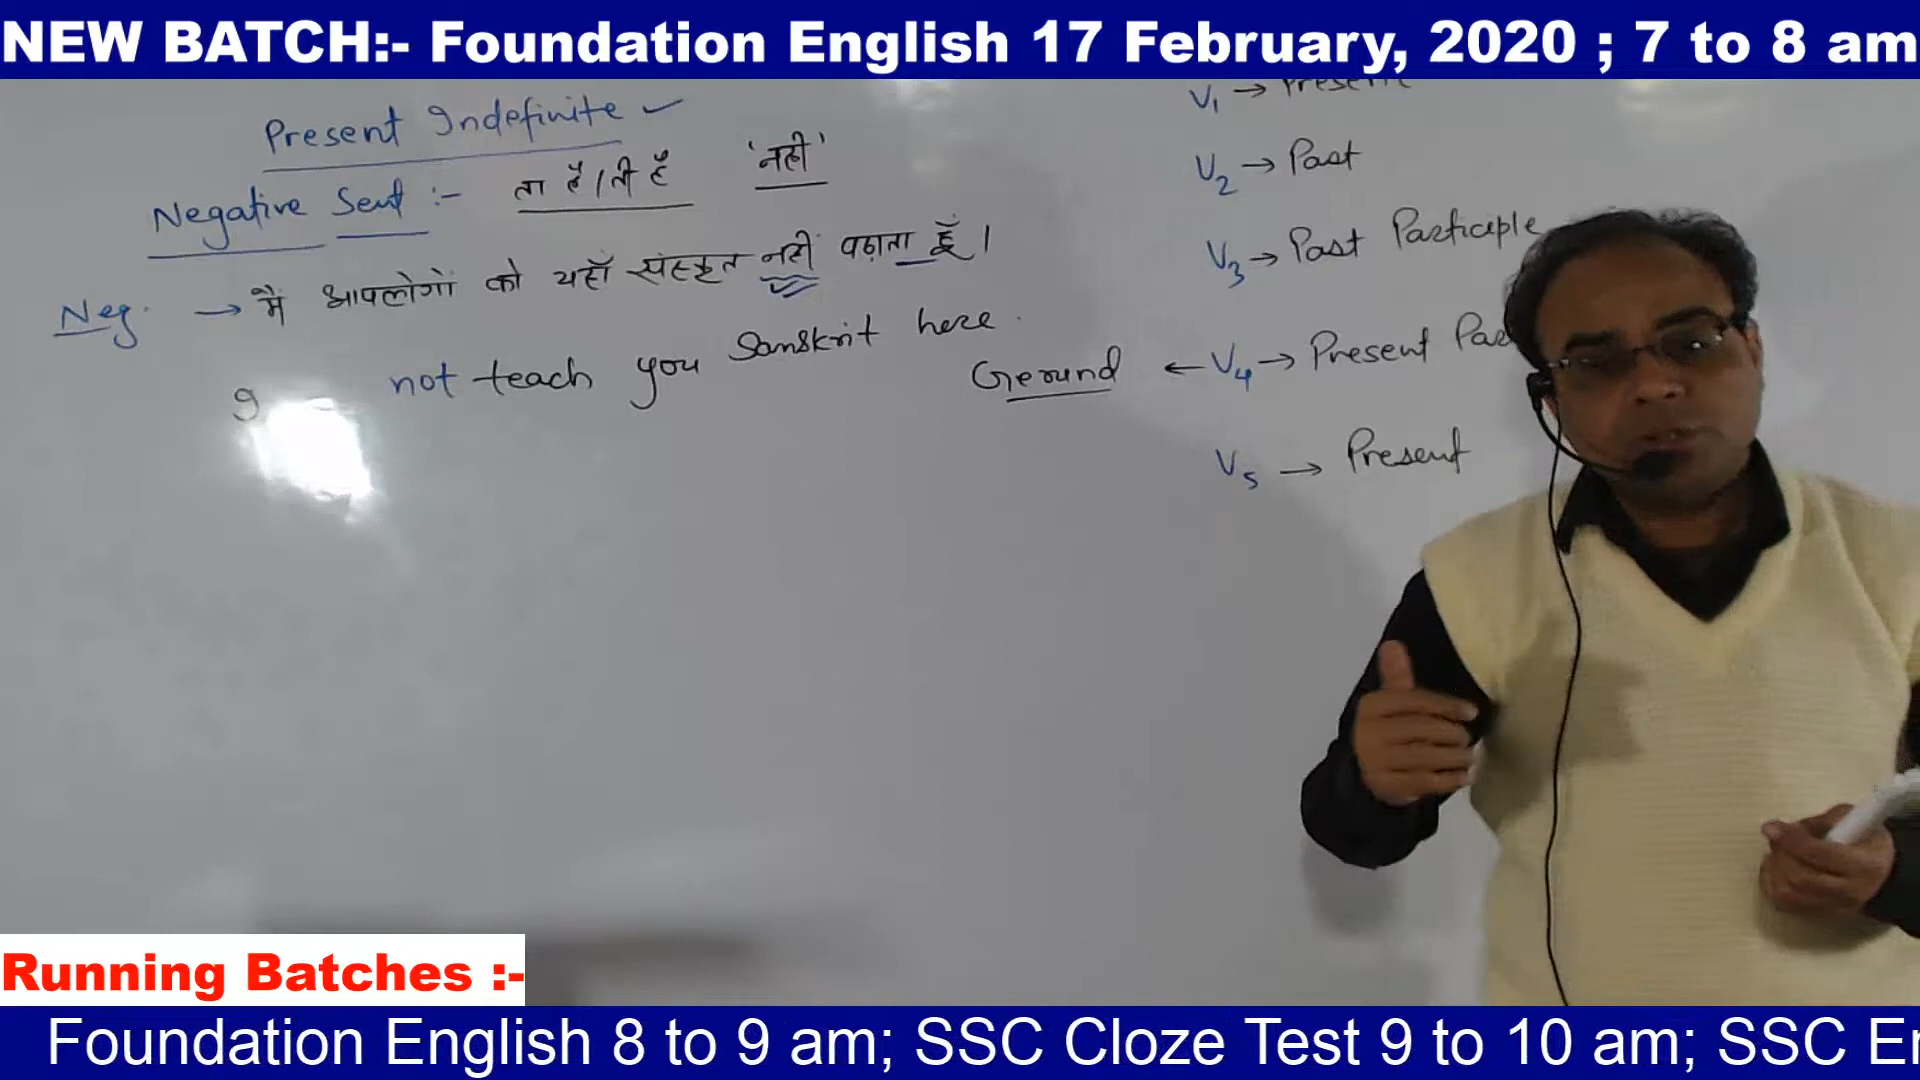 NEW BATCH:- Foundation English 17 February, 2020 ; 7 to 8 am
Present Indefinite
Negative Sent :- ता है / ती है 'नही'
Neg. → मैं आपलोगों को यहाँ संस्कृत नहीं पढ़ाता हूँ।
I not teach you Sanskrit here.
V1 → Present
V2 → Past
V3 → Past Participle
Gerund ← V4 → Present Pa
V5 → Present
Running Batches :-
Foundation English 8 to 9 am; SSC Cloze Test 9 to 10 am; SSC E